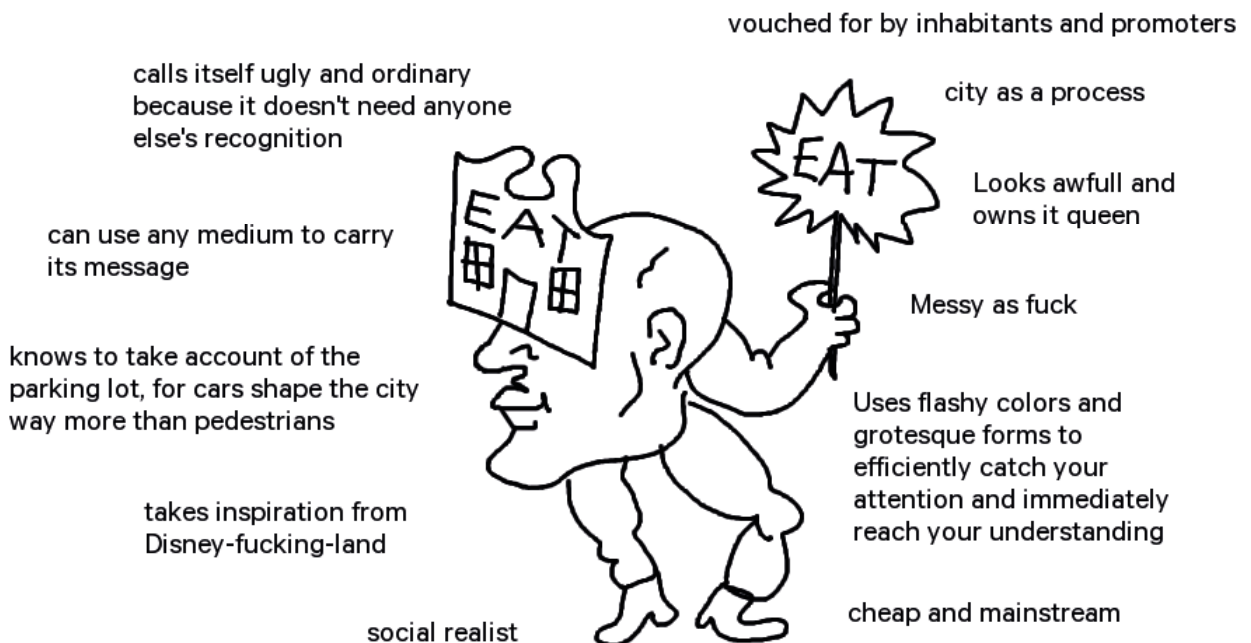 vouched for by inhabitants and promoters
calls itself ugly and ordinary
because it doesn't need anyone
else's recognition
city as a process
EAT
Looks awfull and
owns it queen
EAT
can use any medium to carry
its message
Messy as fuck
knows to take account of the
parking lot, for cars shape the city
way more than pedestrians
Uses flashy colors and
grotesque forms to
efficiently catch your
attention and immediately
reach your understanding
takes inspiration from
Disney-fucking-land
cheap and mainstream
social realist